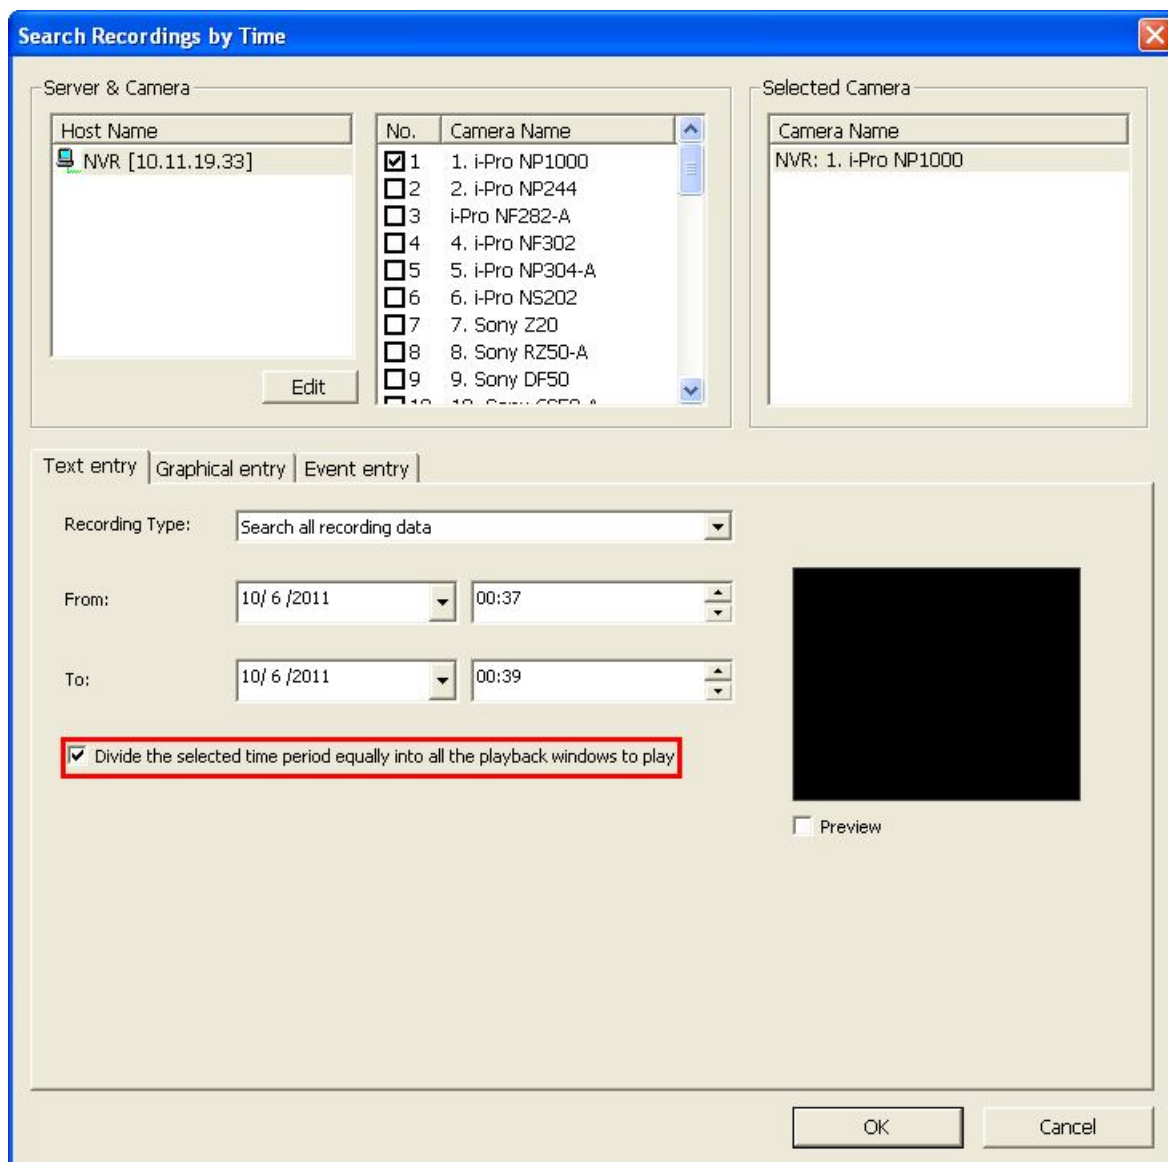 Search Recordings by Time
Server & Camera
Host Name
NVR [10.11.19.33]
Edit
No. Camera Name
1 1. i-Pro NP1000
2 2. i-Pro NP244
3 i-Pro NF282-A
4 4. i-Pro NF302
5 5. i-Pro NP304-A
6 6. i-Pro NS202
7 7. Sony Z20
8 8. Sony RZ50-A
9 9. Sony DF50
Selected Camera
Camera Name
NVR: 1. i-Pro NP1000
Text entry Graphical entry Event entry
Recording Type: Search all recording data
From: 10/ 6 /2011 00:37
To: 10/ 6 /2011 00:39
Divide the selected time period equally into all the playback windows to play
Preview
OK Cancel